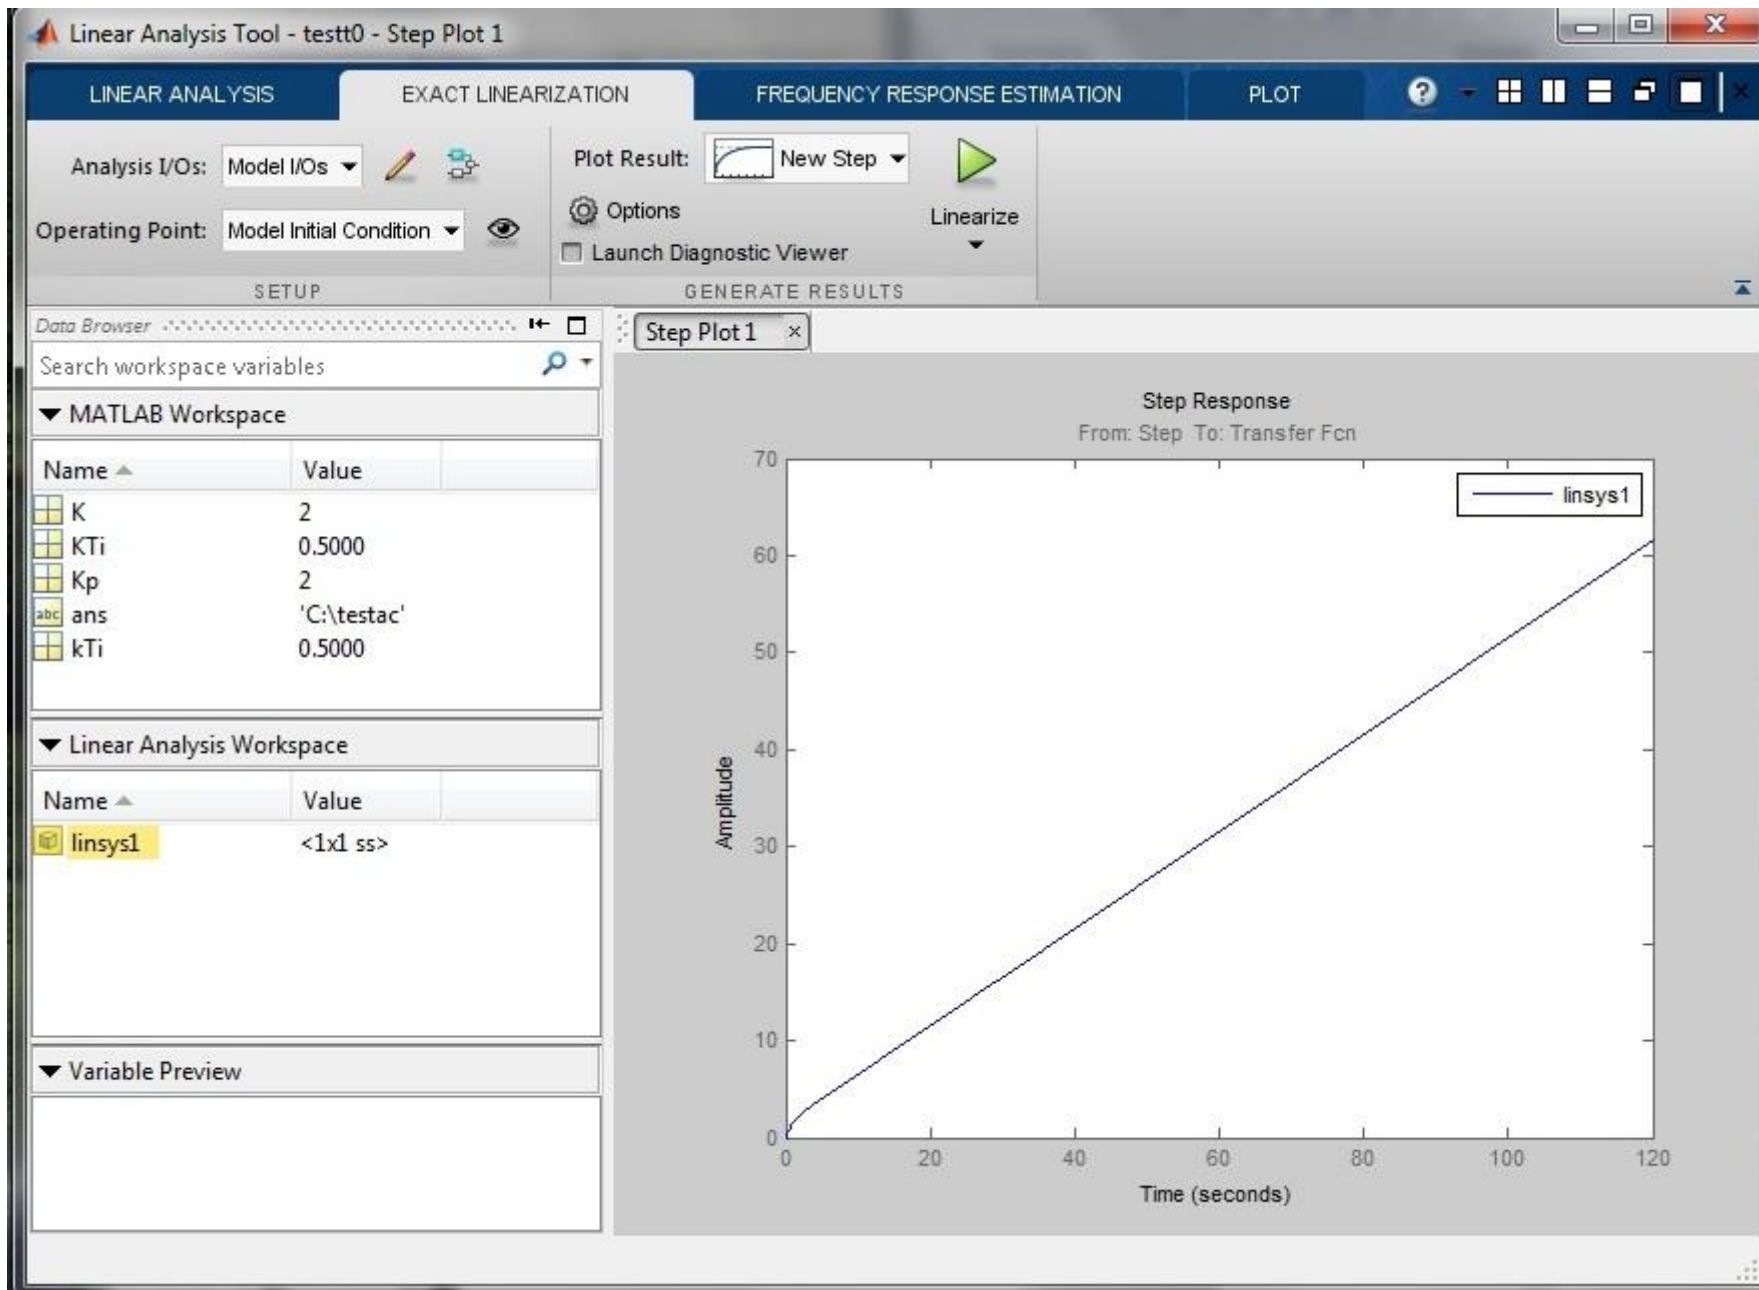 Linear Analysis Tool - testt0 - Step Plot 1
LINEAR ANALYSIS EXACT LINEARIZATION FREQUENCY RESPONSE ESTIMATION PLOT
Analysis I/Os: Model I/Os
Operating Point: Model Initial Condition
SETUP
Plot Result: New Step
Options
Launch Diagnostic Viewer
Linearize
GENERATE RESULTS
Data Browser
Search workspace variables
MATLAB Workspace
Name Value
K 2
KTi 0.5000
Kp 2
abc ans 'C:\testac'
kTi 0.5000
Linear Analysis Workspace
Name Value
linsys1 <1x1 ss>
Variable Preview
Step Plot 1
Step Response
From: Step To: Transfer Fcn
linsys1
70
60
50
40
30
20
10
0
Amplitude
0 20 40 60 80 100 120
Time (seconds)